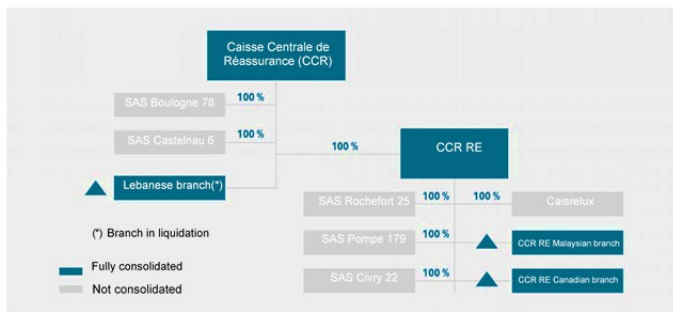 Caisse Centrale de
Réassurance (CCR)
SAS Boulogne 78
100 %
SAS Castelnau 6
100 %
100 %
CCR RE
Lebanese branch(*)
SAS Rochefort 25
100 %
100 %
Caisrelux
(*) Branch in liquidation
SAS Pompe 179
100 %
CCR RE Malaysian branch
Fully consolidated
SAS Civry 22
100 %
CCR RE Canadian branch
Not consolidated